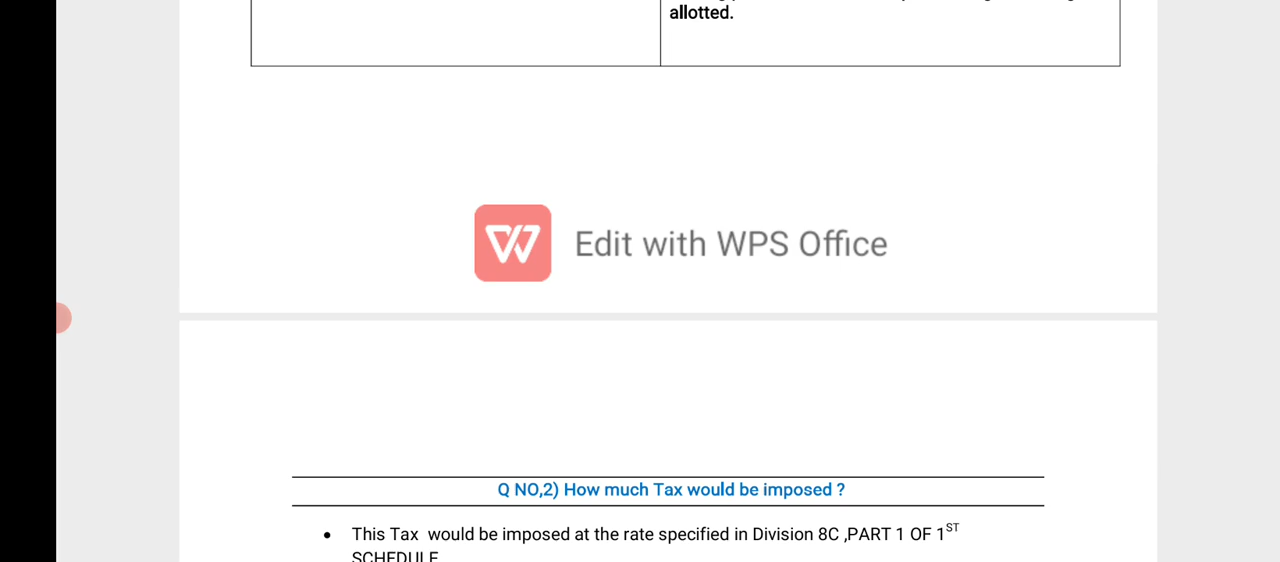 allotted.
Edit with WPS Office
Q NO,2) How much Tax would be imposed ?
This Tax would be imposed at the rate specified in Division 8C ,PART 1 OF 1ST
SCHEDULE